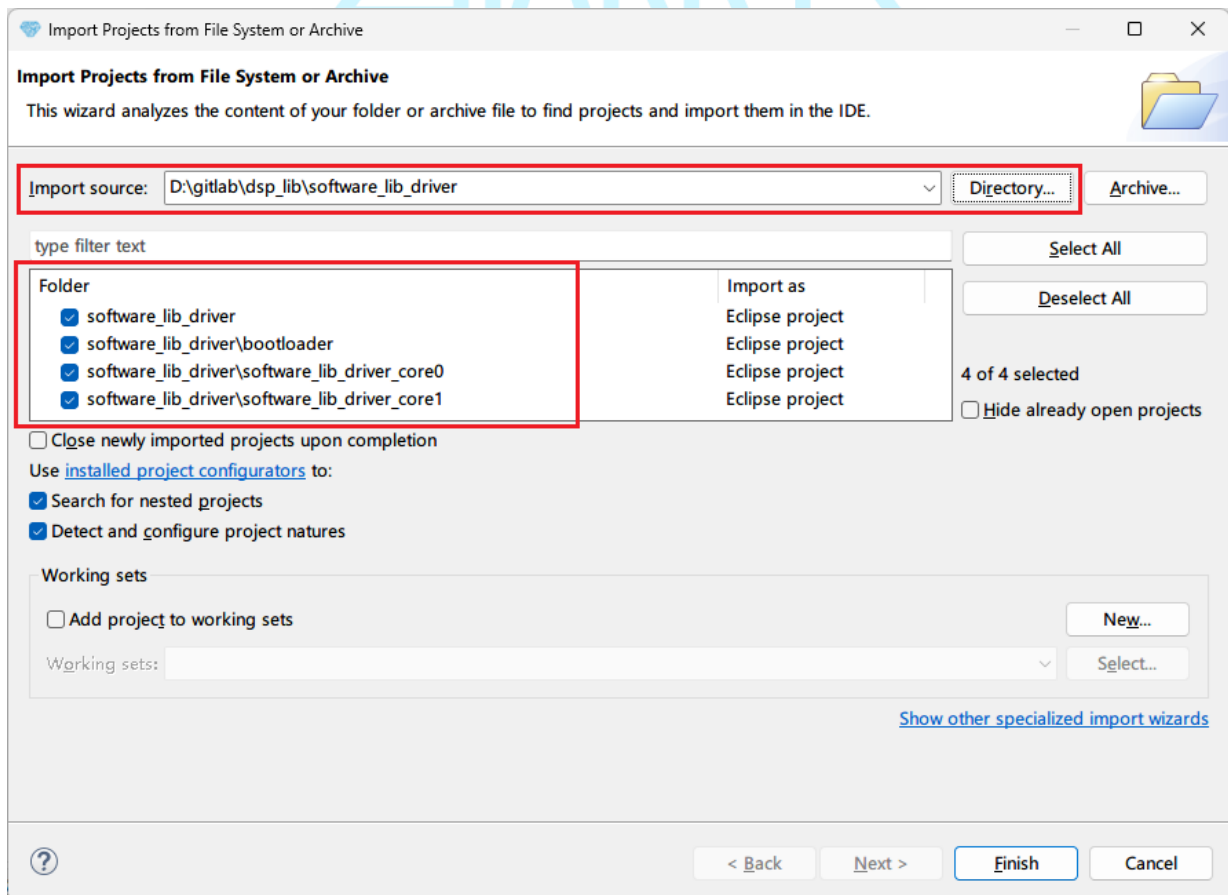 Import Projects from File System or Archive
Import Projects from File System or Archive
This wizard analyzes the content of your folder or archive file to find projects and import them in the IDE.
Import source: D:\gitlab\dsp_lib\software_lib_driver Directory... Archive...
type filter text Select All
Folder Import as Deselect All
software_lib_driver Eclipse project
software_lib_driver\bootloader Eclipse project
software_lib_driver\software_lib_driver_core0 Eclipse project 4 of 4 selected
software_lib_driver\software_lib_driver_core1 Eclipse project Hide already open projects
Close newly imported projects upon completion
Use installed project configurators to:
Search for nested projects
Detect and configure project natures
Working sets
Add project to working sets New...
Working sets: Select...
Show other specialized import wizards
? < Back Next > Finish Cancel